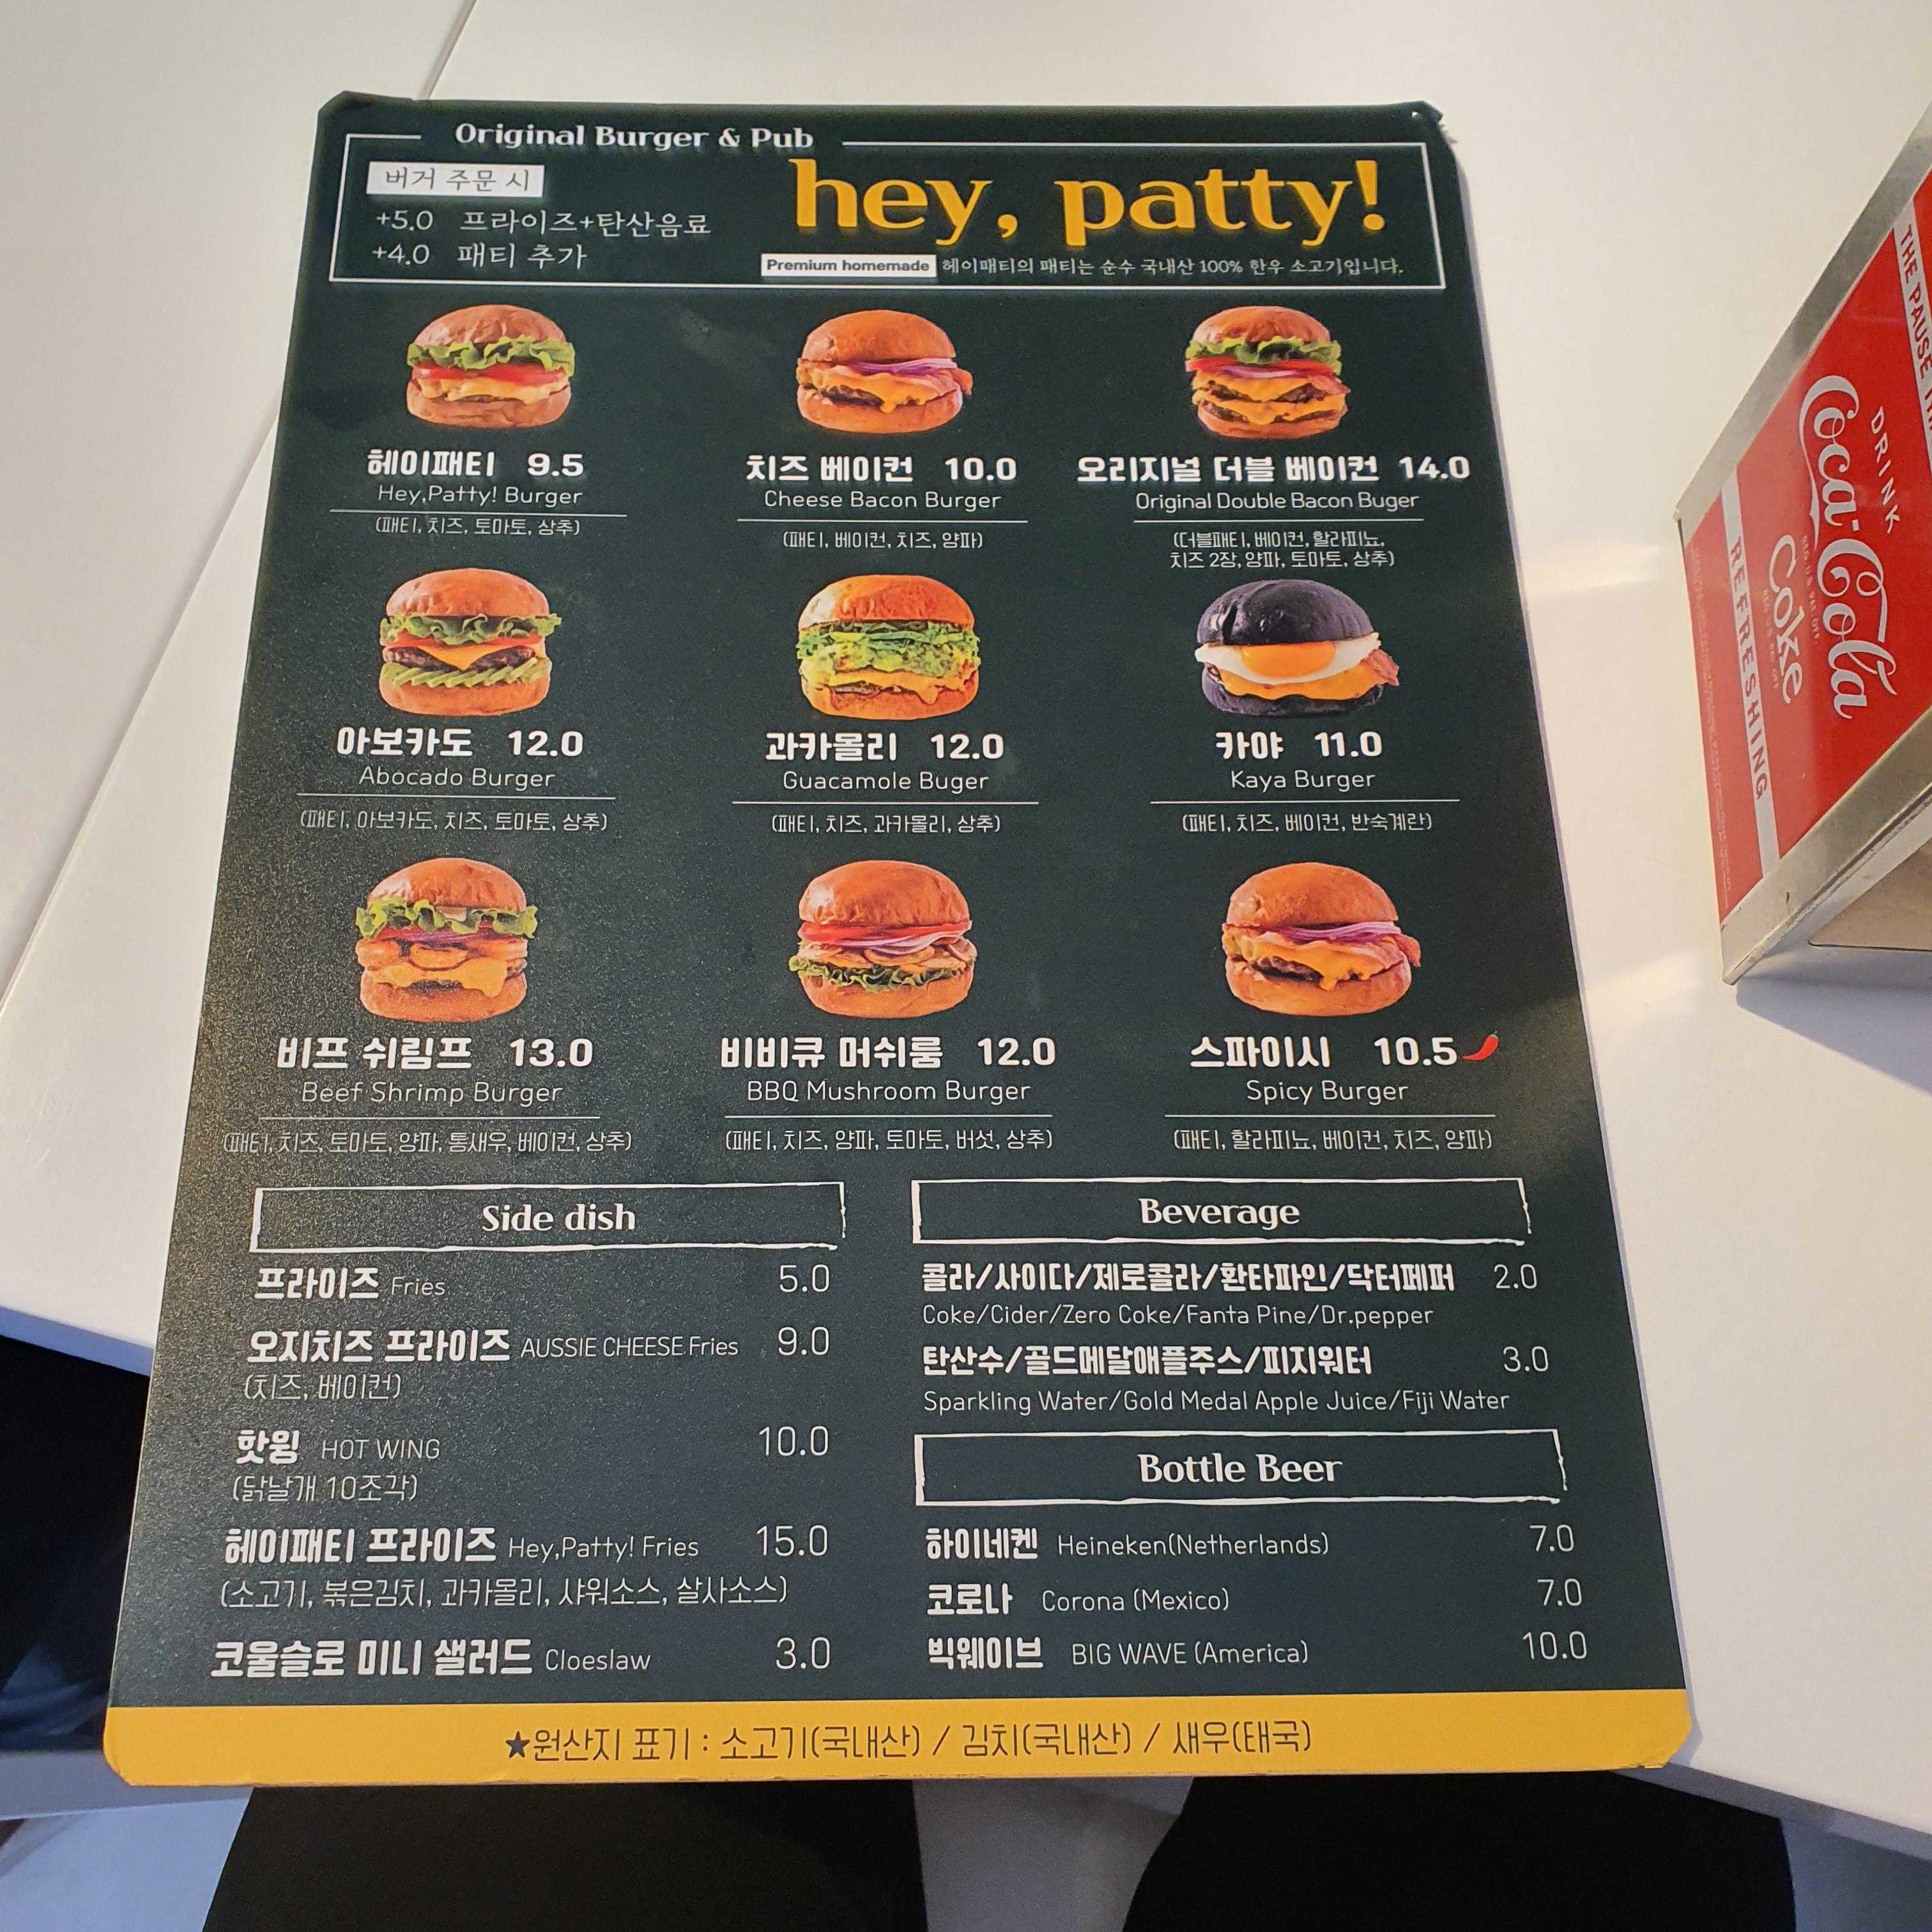 Original Burger & Pub
버거 주문 시
+5.0 프라이즈+탄산음료
+4.0 패티 추가
hey, patty!
Premium homemade 헤이패티의 패티는 순수 국내산 100% 한우 소고기입니다.
헤이패티 9.5
Hey,Patty! Burger
(패티, 치즈, 토마토, 상추)
치즈 베이컨 10.0
Cheese Bacon Burger
(패티, 베이컨, 치즈, 양파)
오리지널 더블 베이컨 14.0
Original Double Bacon Buger
(더블패티, 베이컨, 할라피뇨,
치즈 2장, 양파, 토마토, 상추)
아보카도 12.0
Abocado Burger
(패티, 아보카도, 치즈, 토마토, 상추)
과카몰리 12.0
Guacamole Buger
(패티, 치즈, 과카몰리, 상추)
카야 11.0
Kaya Burger
(패티, 치즈, 베이컨, 반숙계란)
비프 쉬림프 13.0
Beef Shrimp Burger
(패티, 치즈, 토마토, 양파, 통새우, 베이컨, 상추)
비비큐 머쉬룸 12.0
BBQ Mushroom Burger
(패티, 치즈, 양파, 토마토, 버섯, 상추)
스파이시 10.5
Spicy Burger
(패티, 할라피뇨, 베이컨, 치즈, 양파)
Side dish
프라이즈 Fries 5.0
오지치즈 프라이즈 AUSSIE CHEESE Fries 9.0
(치즈, 베이컨)
핫윙 HOT WING 10.0
(닭날개 10조각)
헤이패티 프라이즈 Hey,Patty! Fries 15.0
(소고기, 볶은김치, 과카몰리, 샤워소스, 살사소스)
코울슬로 미니 샐러드 Cloeslaw 3.0
Beverage
콜라/사이다/제로콜라/환타파인/닥터페퍼 2.0
Coke/Cider/Zero Coke/Fanta Pine/Dr.pepper
탄산수/골드메달애플주스/피지워터 3.0
Sparkling Water/Gold Medal Apple Juice/Fiji Water
Bottle Beer
하이네켄 Heineken(Netherlands) 7.0
코로나 Corona (Mexico) 7.0
빅웨이브 BIG WAVE (America) 10.0
★원산지 표기 : 소고기(국내산) / 김치(국내산) / 새우(태국)
THE PAUSE
DRINK
Coca-Cola
Coke
REFRESHING